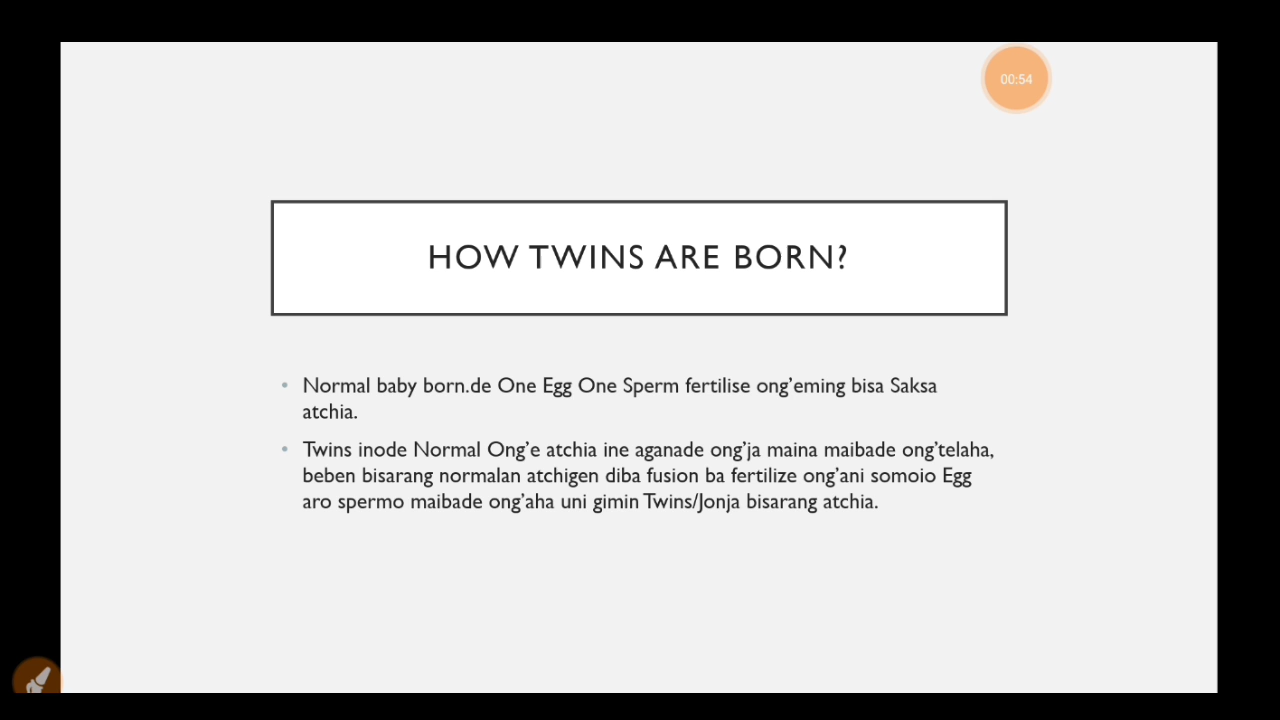 00:54
HOW TWINS ARE BORN?
• Normal baby born.de One Egg One Sperm fertilise ong’eming bisa Saksa
atchia.
• Twins inode Normal Ong’e atchia ine aganade ong’ja maina maibade ong’telaha,
beben bisarang normalan atchigen diba fusion ba fertilize ong’ani somoio Egg
aro spermo maibade ong’aha uni gimin Twins/Jonja bisarang atchia.